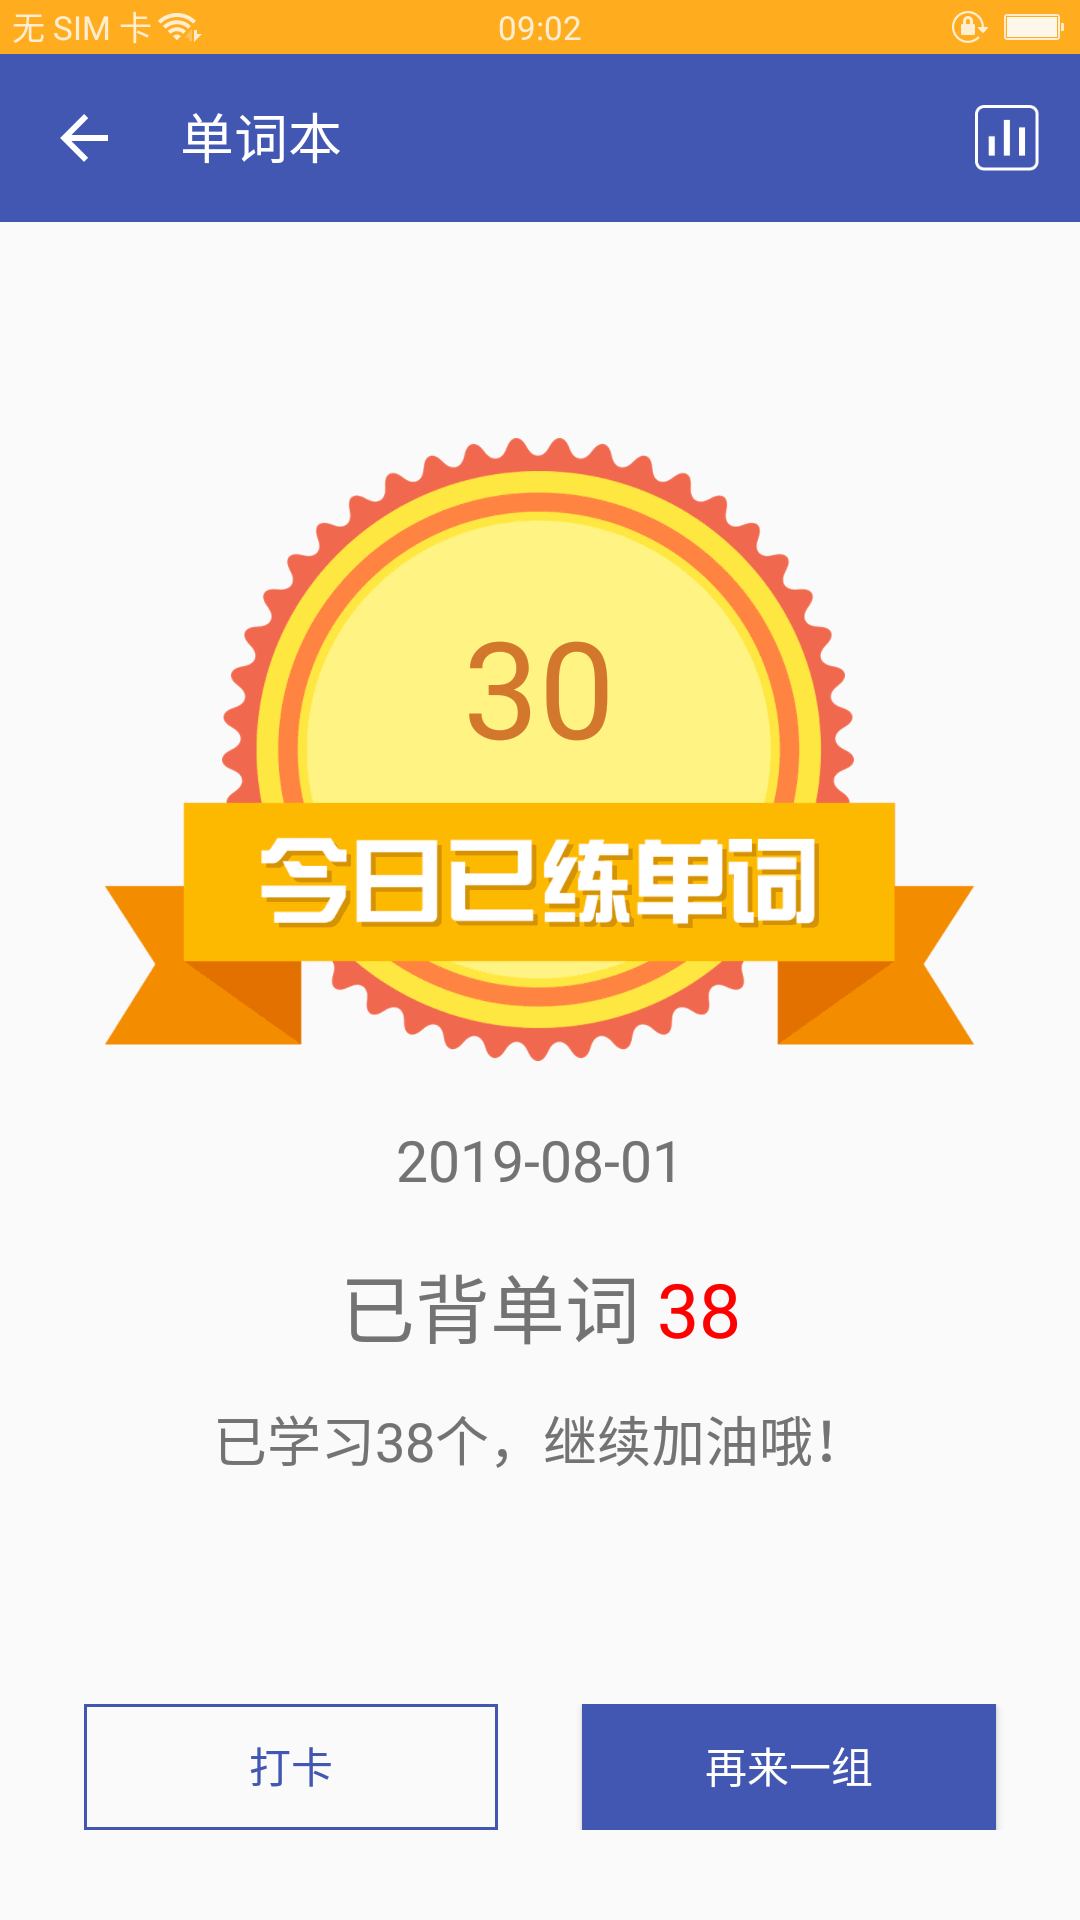 无 SIM 卡
09:02
单词本
30
今日已练单词
2019-08-01
已背单词 38
已学习38个，继续加油哦！
打卡
再来一组